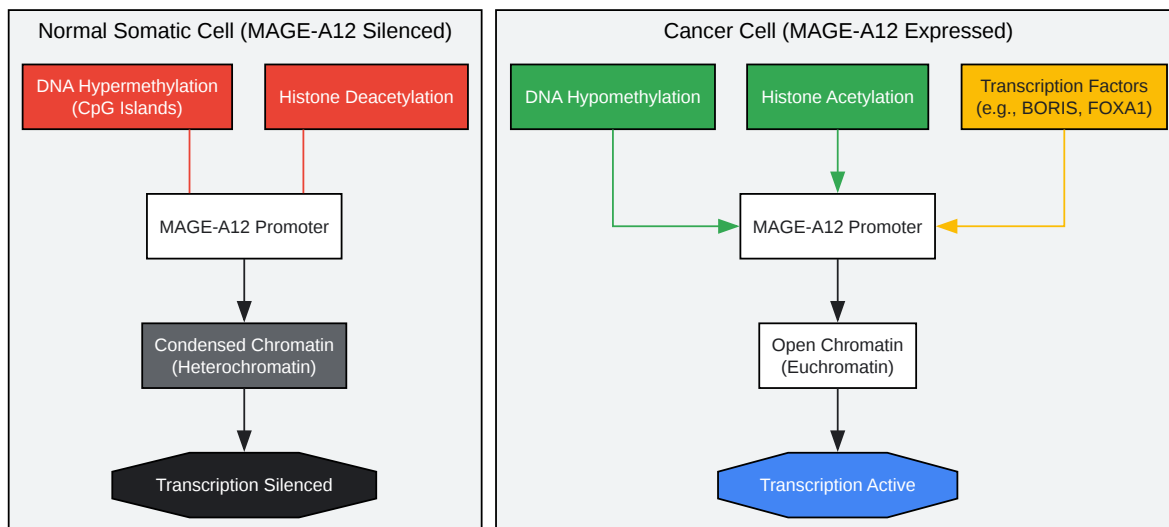 Normal Somatic Cell (MAGE-A12 Silenced)
DNA Hypermethylation
(CpG Islands)
Histone Deacetylation
MAGE-A12 Promoter
Condensed Chromatin
(Heterochromatin)
Transcription Silenced
Cancer Cell (MAGE-A12 Expressed)
DNA Hypomethylation
Histone Acetylation
Transcription Factors
(e.g., BORIS, FOXA1)
MAGE-A12 Promoter
Open Chromatin
(Euchromatin)
Transcription Active